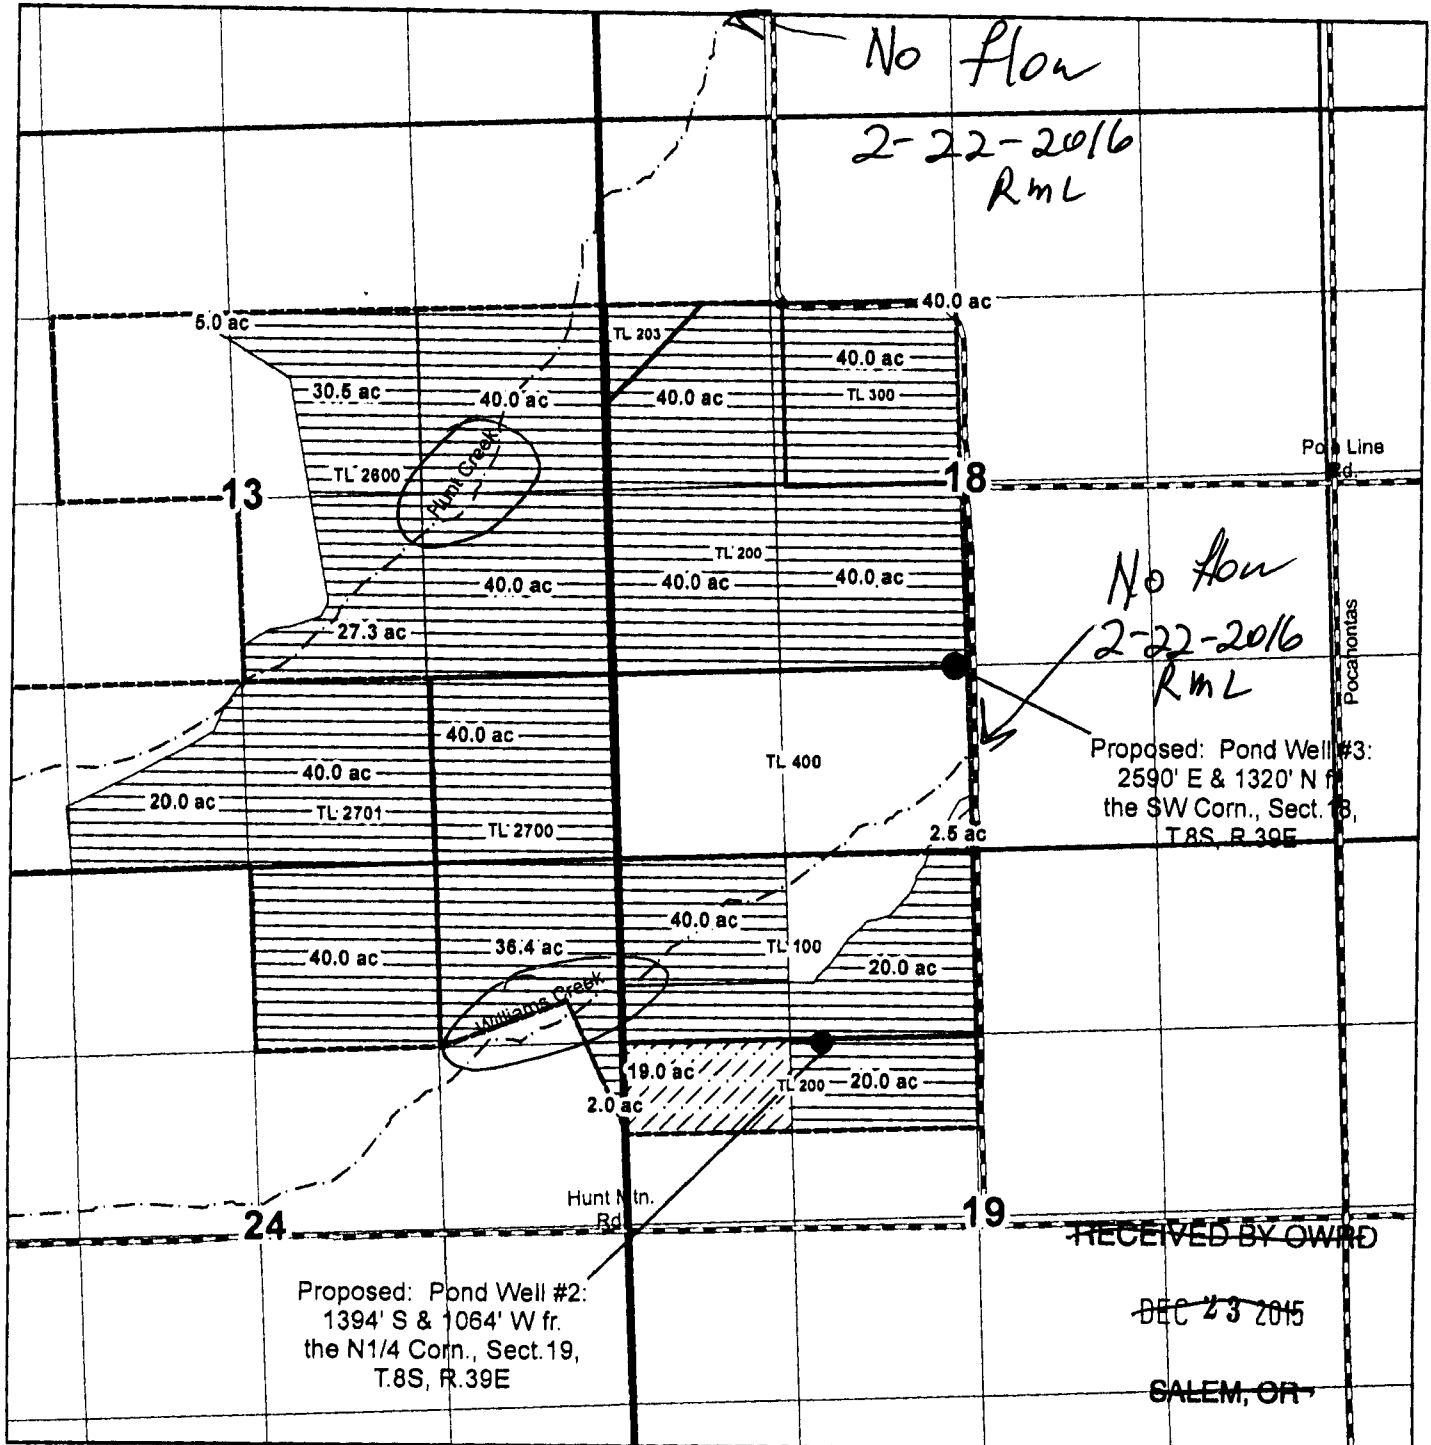 No flow
2-22-2016
RmL
40.0 ac
5.0 ac
TL 203
40.0 ac
30.5 ac
40.0 ac
40.0 ac
TL 300
Hunt Creek
Pole Line
Rd.
TL 2600
13
18
TL 200
No flow
40.0 ac
40.0 ac
40.0 ac
2-22-2016
27.3 ac
RmL
Pocahontas
40.0 ac
TL 400
Proposed: Pond Well #3:
2590' E & 1320' N fr.
the SW Corn., Sect. 18,
T.8S, R.39E
40.0 ac
20.0 ac
TL 2701
TL 2700
2.5 ac
40.0 ac
36.4 ac
TL 100
40.0 ac
20.0 ac
Williams Creek
19.0 ac
TL 200
20.0 ac
2.0 ac
Hunt Mtn.
Rd
24
19
RECEIVED BY OWRD
DEC 23 2015
SALEM, OR
Proposed: Pond Well #2:
1394' S & 1064' W fr.
the N1/4 Corn., Sect.19,
T.8S, R.39E